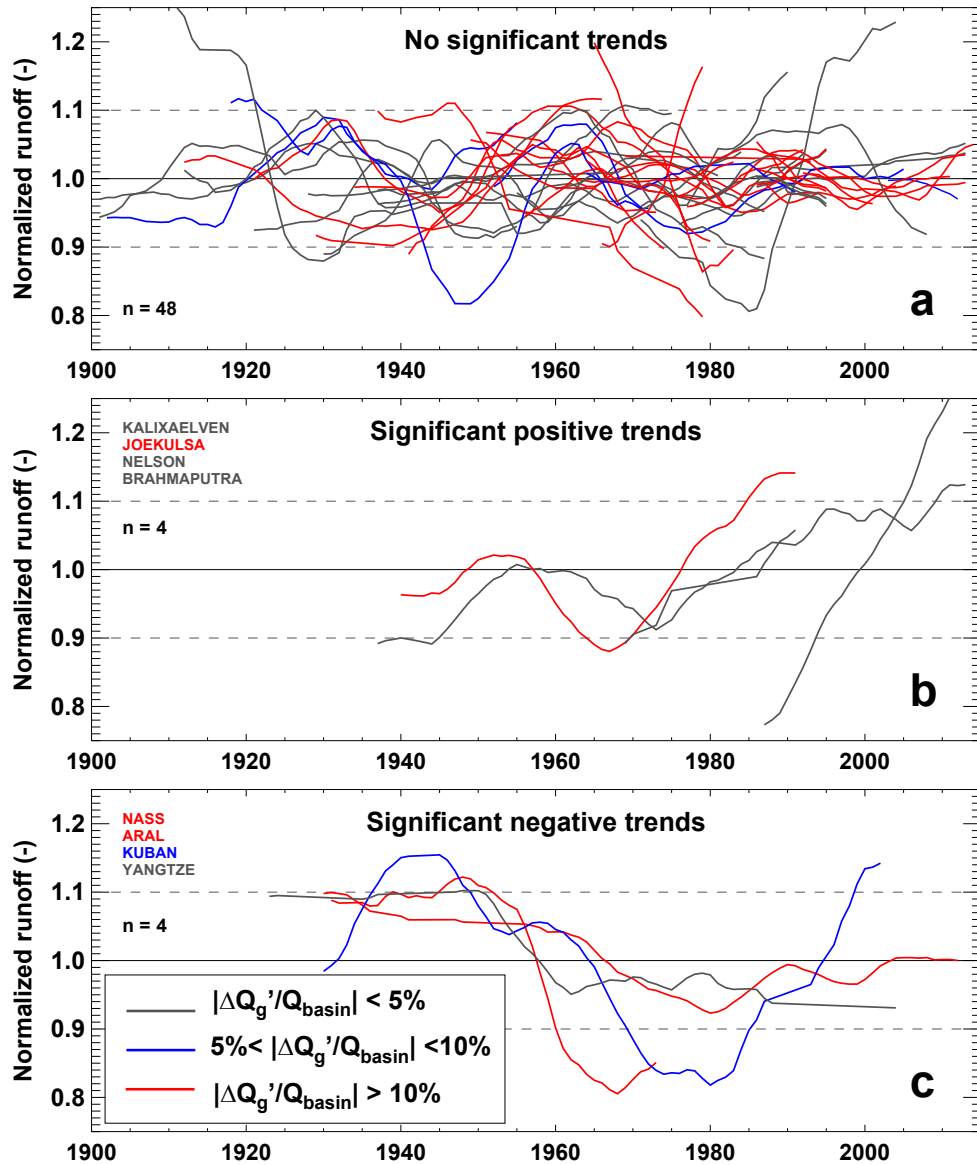 No significant trends
Normalized runoff (-)
1.2
1.1
1.0
0.9
0.8
n = 48
a
1900 1920 1940 1960 1980 2000
KALIXAELVEN
JOEKULSA
NELSON
BRAHMAPUTRA
Significant positive trends
Normalized runoff (-)
1.2
1.1
1.0
0.9
0.8
n = 4
b
1900 1920 1940 1960 1980 2000
NASS
ARAL
KUBAN
YANGTZE
Significant negative trends
Normalized runoff (-)
1.2
1.1
1.0
0.9
0.8
n = 4
|ΔQg’/Qbasin| < 5%
5%< |ΔQg’/Qbasin| <10%
|ΔQg’/Qbasin| > 10%
c
1900 1920 1940 1960 1980 2000